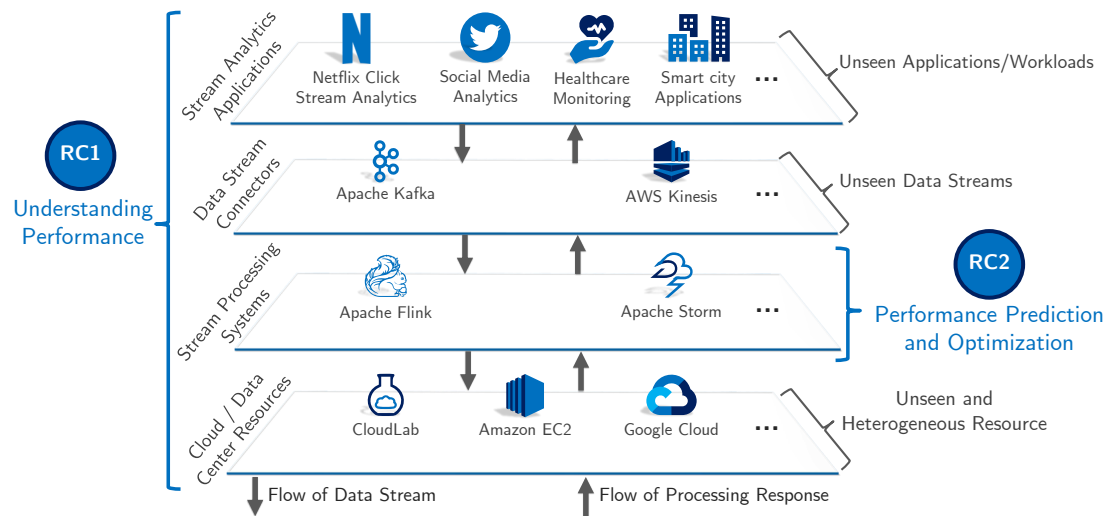 Stream Analytics
Applications
Netflix Click
Stream Analytics
Social Media
Analytics
Healthcare
Monitoring
Smart city
Applications
...
Unseen Applications/Workloads
RC1
Understanding
Performance
Data Stream
Connectors
Apache Kafka
AWS Kinesis
...
Unseen Data Streams
Stream Processing
Systems
Apache Flink
Apache Storm
...
RC2
Performance Prediction
and Optimization
Cloud / Data
Center Resources
CloudLab
Amazon EC2
Google Cloud
...
Unseen and
Heterogeneous Resource
Flow of Data Stream
Flow of Processing Response